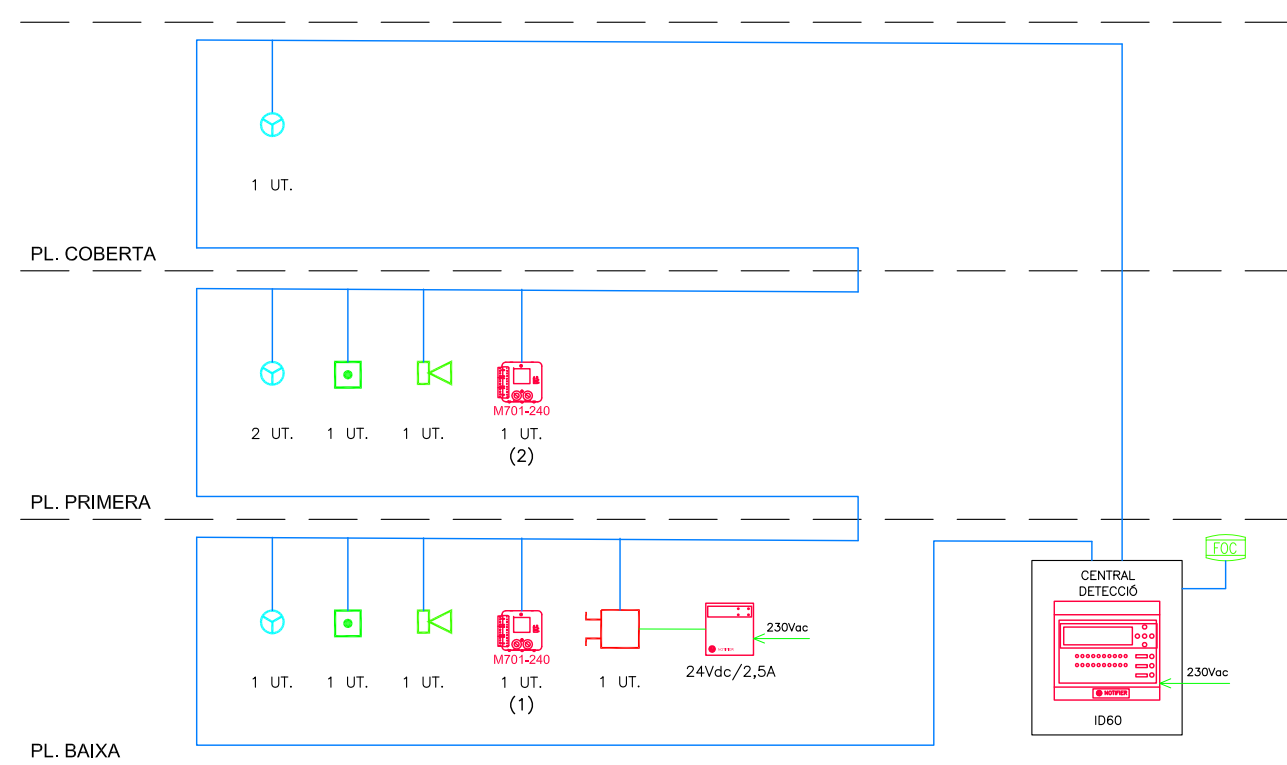 1 UT.
PL. COBERTA
M701-240
2 UT. 1 UT. 1 UT. 1 UT.
(2)
PL. PRIMERA
FOC
CENTRAL
DETECCIÓ
230Vac
M701-240
NOTIFIER
24Vdc/2,5A
230Vac
1 UT. 1 UT. 1 UT. 1 UT. 1 UT.
(1)
NOTIFIER
ID60
PL. BAIXA